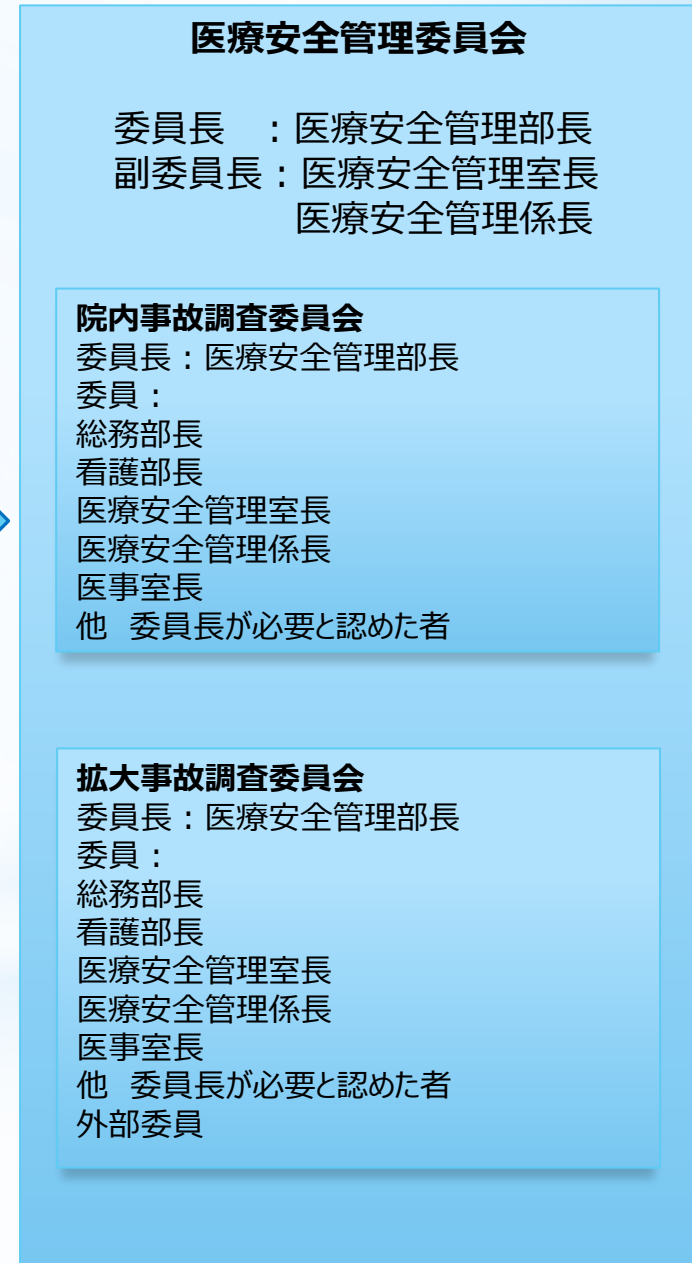 医療安全管理委員会
委員長　：医療安全管理部長
副委員長：医療安全管理室長
医療安全管理係長
院内事故調査委員会
委員長：医療安全管理部長
委員：
総務部長
看護部長
医療安全管理室長
医療安全管理係長
医事室長
他　委員長が必要と認めた者
拡大事故調査委員会
委員長：医療安全管理部長
委員：
総務部長
看護部長
医療安全管理室長
医療安全管理係長
医事室長
他　委員長が必要と認めた者
外部委員